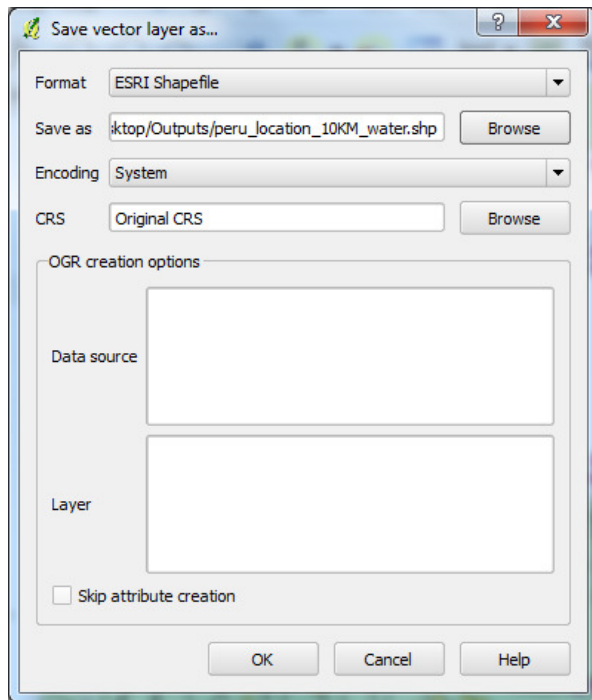 Save vector layer as...
Format ESRI Shapefile
Save as sktop/Outputs/peru_location_10KM_water.shp Browse
Encoding System
CRS Original CRS Browse
OGR creation options
Data source
Layer
Skip attribute creation
OK Cancel Help